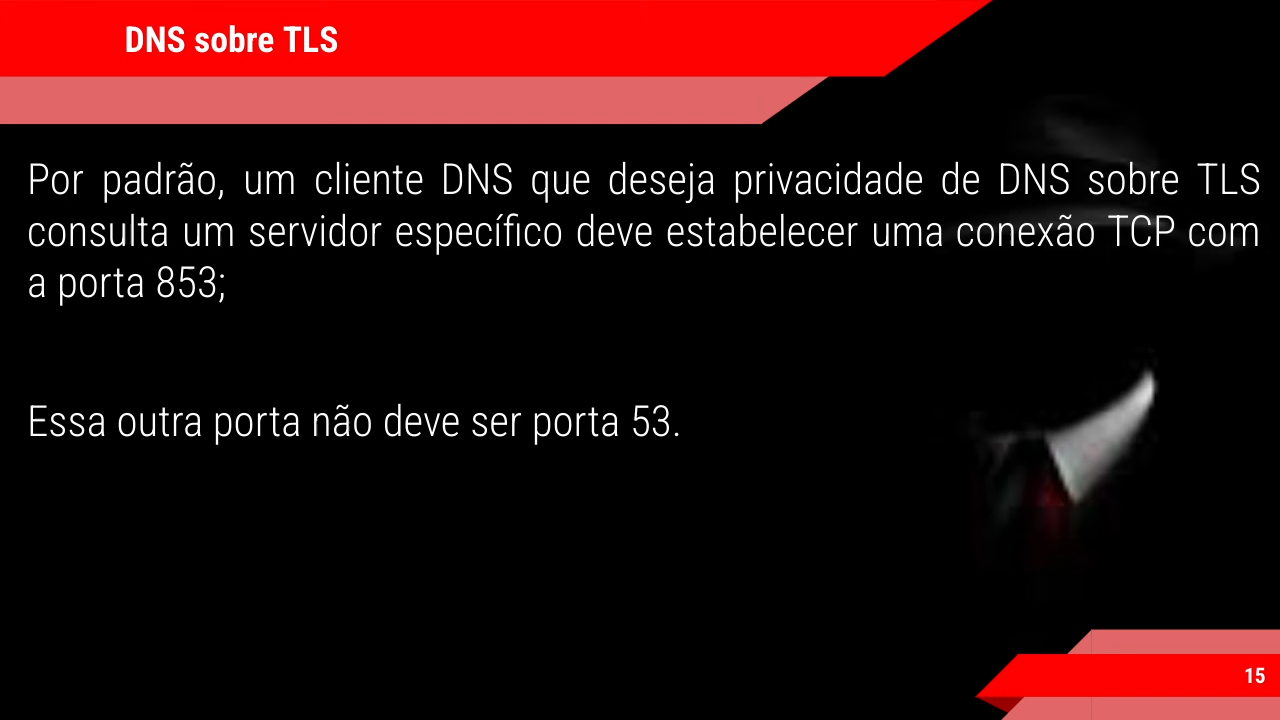 DNS sobre TLS
Por padrão, um cliente DNS que deseja privacidade de DNS sobre TLS
consulta um servidor específico deve estabelecer uma conexão TCP com
a porta 853;
Essa outra porta não deve ser porta 53.
15